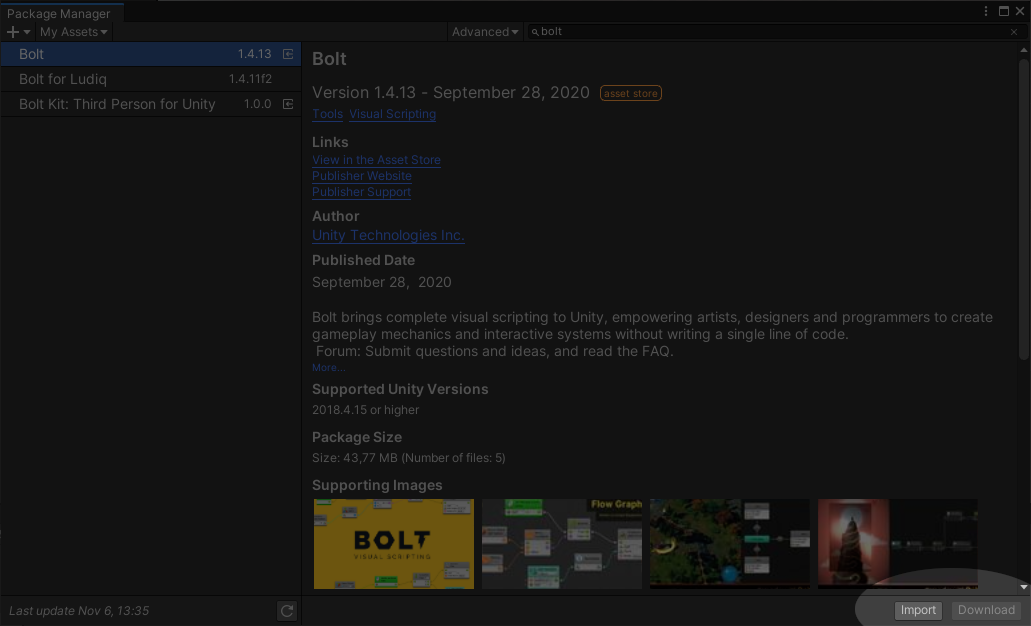 Package Manager
My Assets
Advanced
bolt
Bolt 1.4.13
Bolt for Ludiq 1.4.11f2
Bolt Kit: Third Person for Unity 1.0.0
Bolt
Version 1.4.13 - September 28, 2020 asset store
Tools Visual Scripting
Links
View in the Asset Store
Publisher Website
Publisher Support
Author
Unity Technologies Inc.
Published Date
September 28, 2020
Bolt brings complete visual scripting to Unity, empowering artists, designers and programmers to create
gameplay mechanics and interactive systems without writing a single line of code.
Forum: Submit questions and ideas, and read the FAQ.
More...
Supported Unity Versions
2018.4.15 or higher
Package Size
Size: 43,77 MB (Number of files: 5)
Supporting Images
BOLT
VISUAL SCRIPTING
Flow Graph
Last update Nov 6, 13:35
Import Download